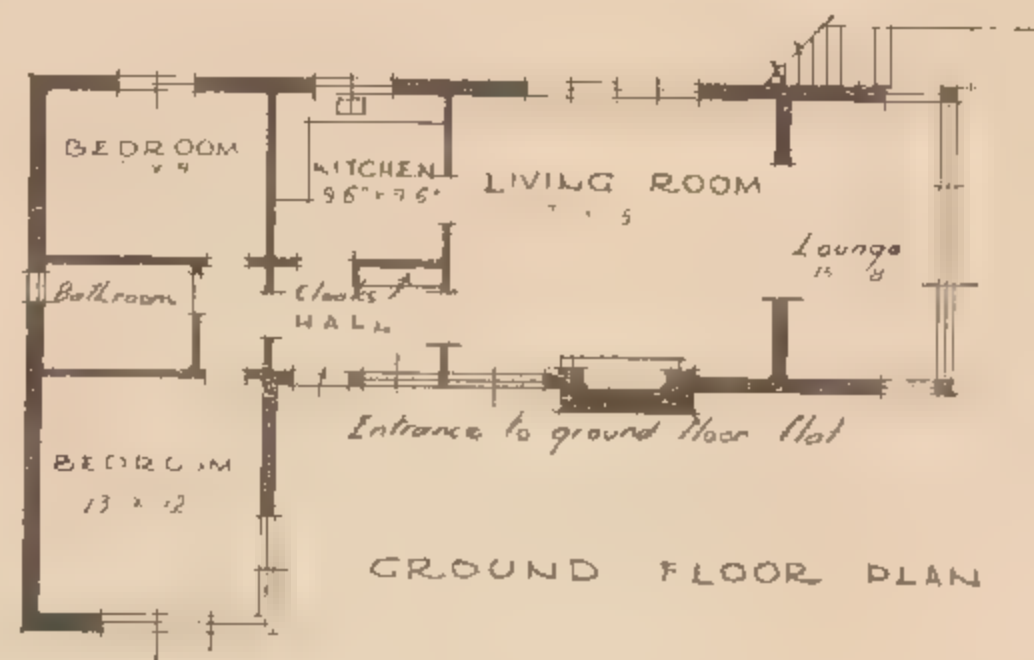 BEDROOM
KITCHEN
LIVING ROOM
Lounge
Bathroom
Cloaks
HALL
Entrance to ground floor flat
BEDROOM
13 x 12
GROUND FLOOR PLAN